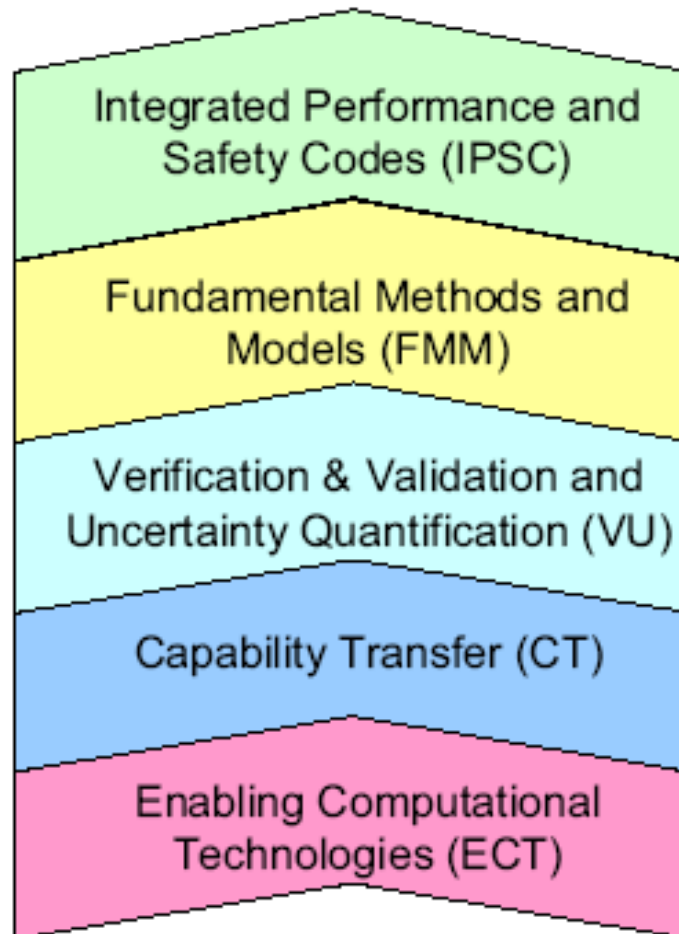 Integrated Performance and
Safety Codes (IPSC)
Fundamental Methods and
Models (FMM)
Verification & Validation and
Uncertainty Quantification (VU)
Capability Transfer (CT)
Enabling Computational
Technologies (ECT)